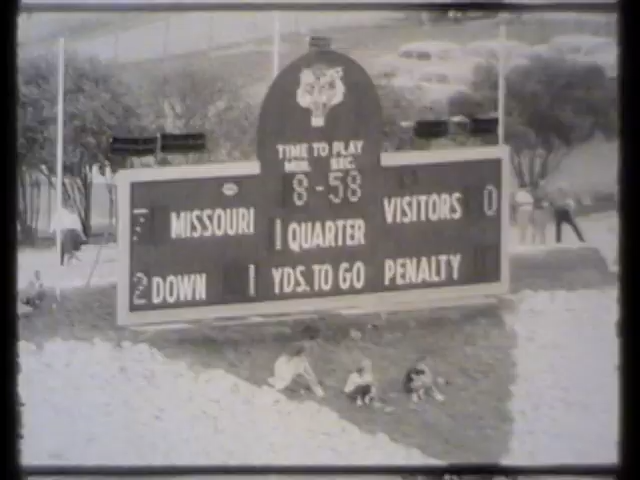 TIME TO PLAY
MIN. SEC.
8-58
MISSOURI
VISITORS 0
1 QUARTER
2 DOWN 1 YDS. TO GO PENALTY